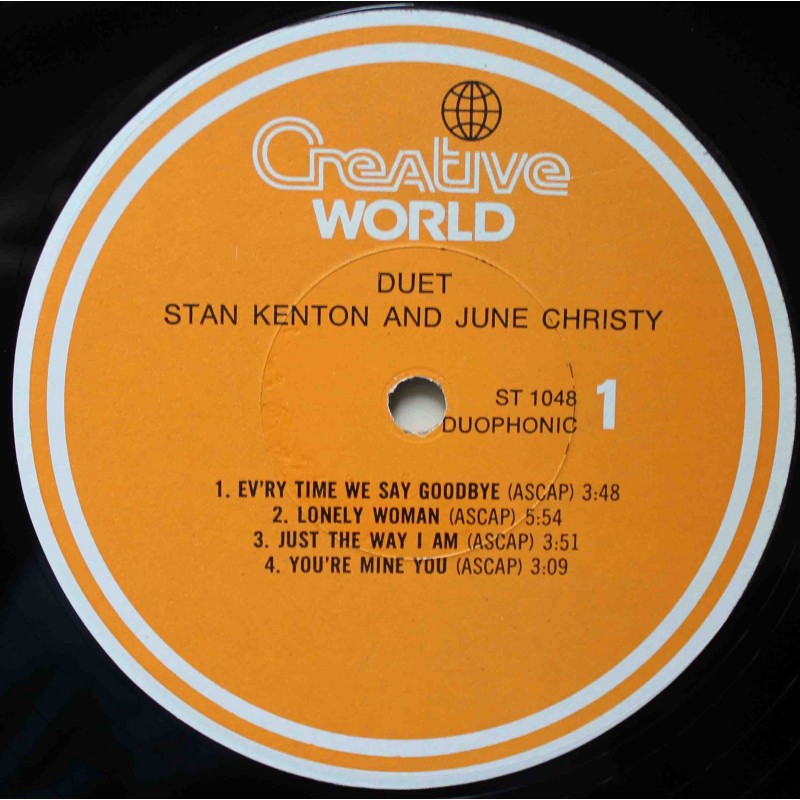 Creative
WORLD
DUET
STAN KENTON AND JUNE CHRISTY
ST 1048
DUOPHONIC
1
1. EV'RY TIME WE SAY GOODBYE (ASCAP) 3:48
2. LONELY WOMAN (ASCAP) 5:54
3. JUST THE WAY I AM (ASCAP) 3:51
4. YOU'RE MINE YOU (ASCAP) 3:09